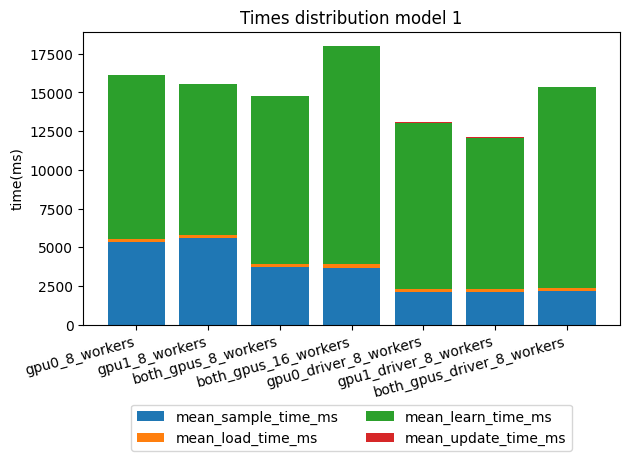 Times distribution model 1
time(ms)
17500
15000
12500
10000
7500
5000
2500
0
gpu0_8_workers
gpu1_8_workers
both_gpus_8_workers
both_gpus_16_workers
gpu0_driver_8_workers
gpu1_driver_8_workers
both_gpus_driver_8_workers
mean_sample_time_ms
mean_load_time_ms
mean_learn_time_ms
mean_update_time_ms